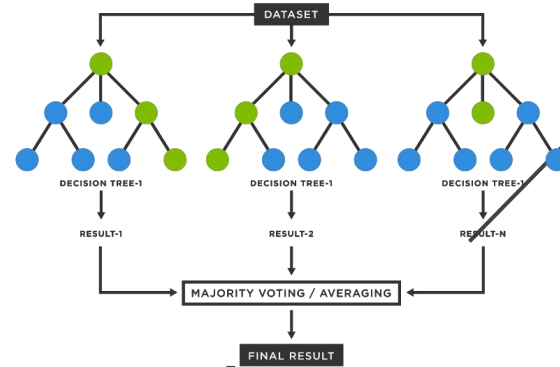 DATASET
DECISION TREE-1 DECISION TREE-1 DECISION TREE-1
RESULT-1 RESULT-2 RESULT-N
MAJORITY VOTING / AVERAGING
FINAL RESULT